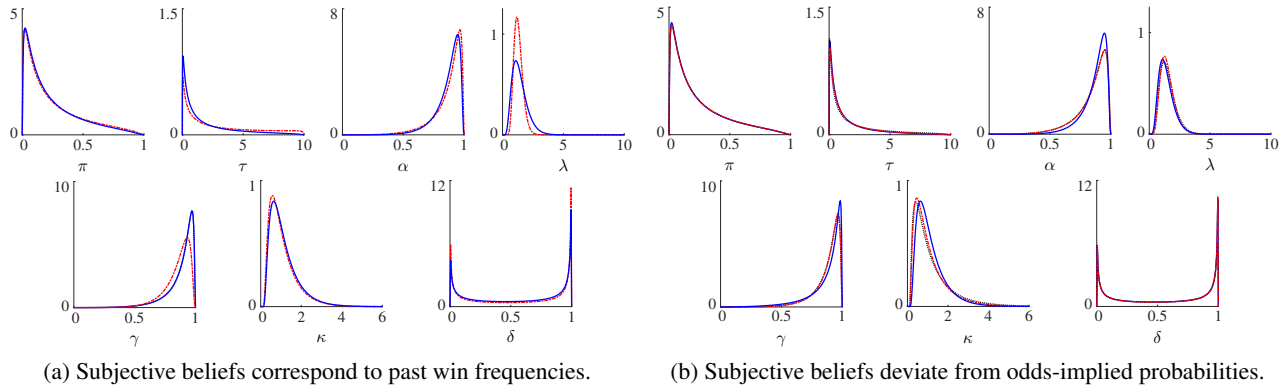 5
0
0 0.5 1
π
1.5
0
0 5 10
τ
8
0
0 0.5 1
α
1
0
0 5 10
λ
10
0
0 0.5 1
γ
1
0
0 2 4 6
κ
12
0
0 0.5 1
δ
(a) Subjective beliefs correspond to past win frequencies.
5
0
0 0.5 1
π
1.5
0
0 5 10
τ
8
0
0 0.5 1
α
1
0
0 5 10
λ
10
0
0 0.5 1
γ
1
0
0 2 4 6
κ
12
0
0 0.5 1
δ
(b) Subjective beliefs deviate from odds-implied probabilities.